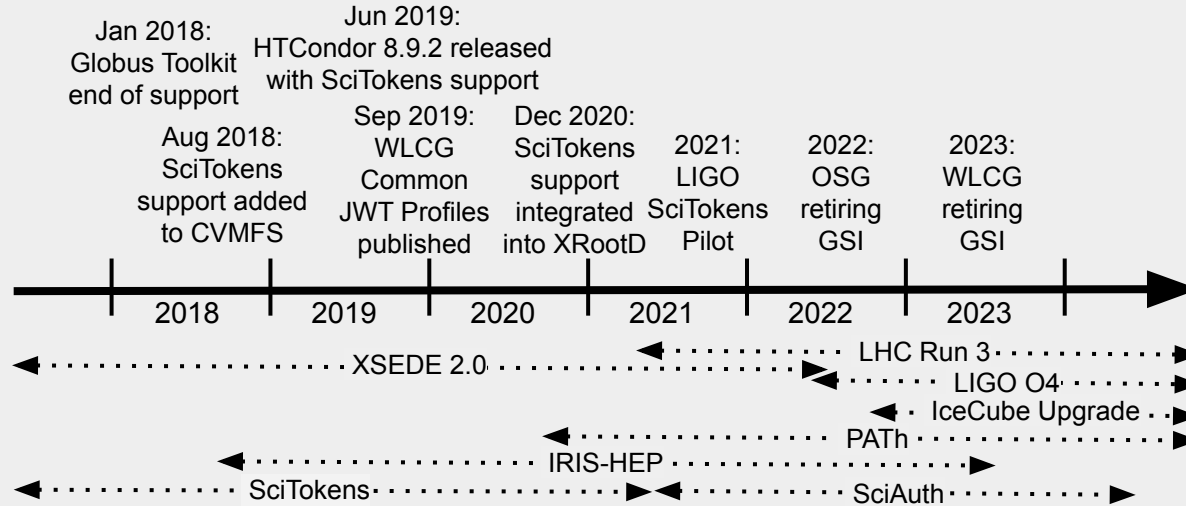 Jan 2018:
Globus Toolkit
end of support
Jun 2019:
HTCondor 8.9.2 released
with SciTokens support
Aug 2018:
SciTokens
support added
to CVMFS
Sep 2019:
WLCG
Common
JWT Profiles
published
Dec 2020:
SciTokens
support
integrated
into XRootD
2021:
LIGO
SciTokens
Pilot
2022:
OSG
retiring
GSI
2023:
WLCG
retiring
GSI
2018
2019
2020
2021
2022
2023
LHC Run 3
XSEDE 2.0
LIGO O4
IceCube Upgrade
PATh
IRIS-HEP
SciTokens
SciAuth